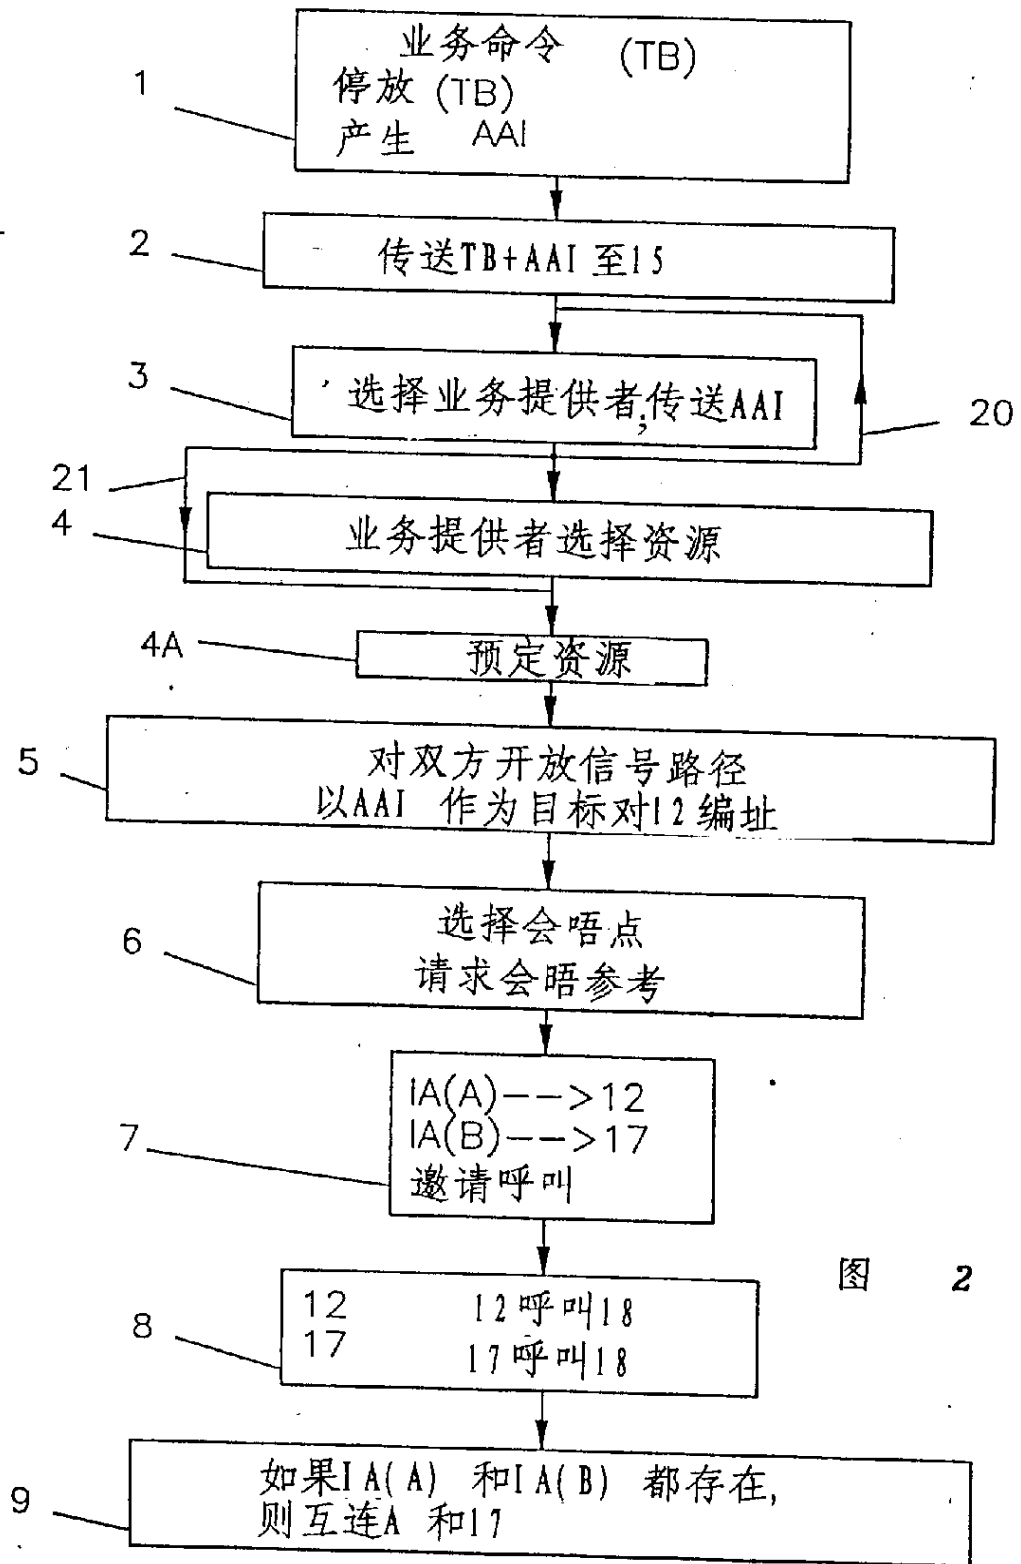 业务命令 (TB)
1
停放 (TB)
产生 AAI
2
传送TB+AAI 至15
3
选择业务提供者;传送AAI
20
21
4
业务提供者选择资源
4A
预定资源
5
对双方开放信号路径
以AAI 作为目标对12编址
6
选择会唔点
请求会晤参考
IA(A)-->12
IA(B)-->17
7
邀请呼叫
图 2
8
12 12呼叫18
17 17呼叫18
9
如果IA(A) 和IA(B) 都存在,
则互连A 和17